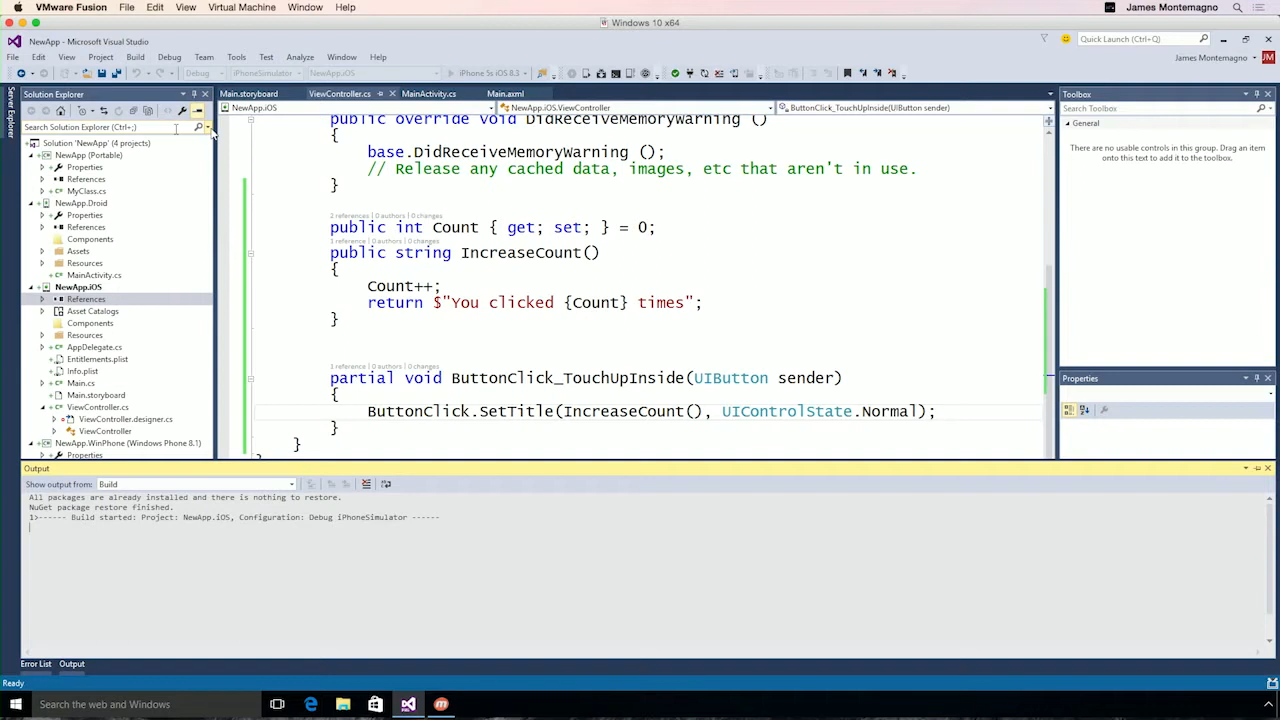 VMware Fusion File Edit View Virtual Machine Window Help James Montemagno
Windows 10 x64
NewApp - Microsoft Visual Studio Quick Launch (Ctrl+Q)
File Edit View Project Build Debug Team Tools Test Analyze Window Help James Montemagno JM
Debug iPhoneSimulator NewApp.iOS iPhone 5s iOS 8.3
Server Explorer
Solution Explorer
Search Solution Explorer (Ctrl+;)
Solution 'NewApp' (4 projects)
NewApp (Portable)
Properties
References
MyClass.cs
NewApp.Droid
Properties
References
Components
Assets
Resources
MainActivity.cs
NewApp.iOS
References
Asset Catalogs
Components
Resources
AppDelegate.cs
Entitlements.plist
Info.plist
Main.cs
Main.storyboard
ViewController.cs
ViewController.designer.cs
ViewController
NewApp.WinPhone (Windows Phone 8.1)
Properties
Main.storyboard ViewController.cs MainActivity.cs Main.axml
NewApp.iOS NewApp.iOS.ViewController ButtonClick_TouchUpInside(UIButton sender)
public override void DidReceiveMemoryWarning ()
{
base.DidReceiveMemoryWarning ();
// Release any cached data, images, etc that aren't in use.
}
2 references | 0 authors | 0 changes
public int Count { get; set; } = 0;
1 reference | 0 authors | 0 changes
public string IncreaseCount()
{
Count++;
return $"You clicked {Count} times";
}
1 reference | 0 authors | 0 changes
partial void ButtonClick_TouchUpInside(UIButton sender)
{
ButtonClick.SetTitle(IncreaseCount(), UIControlState.Normal);
}
}
Toolbox
Search Toolbox
General
There are no usable controls in this group. Drag an item
onto this text to add it to the toolbox.
Properties
Output
Show output from: Build
All packages are already installed and there is nothing to restore.
NuGet package restore finished.
1>------ Build started: Project: NewApp.iOS, Configuration: Debug iPhoneSimulator ------
Error List Output
Ready
Search the web and Windows